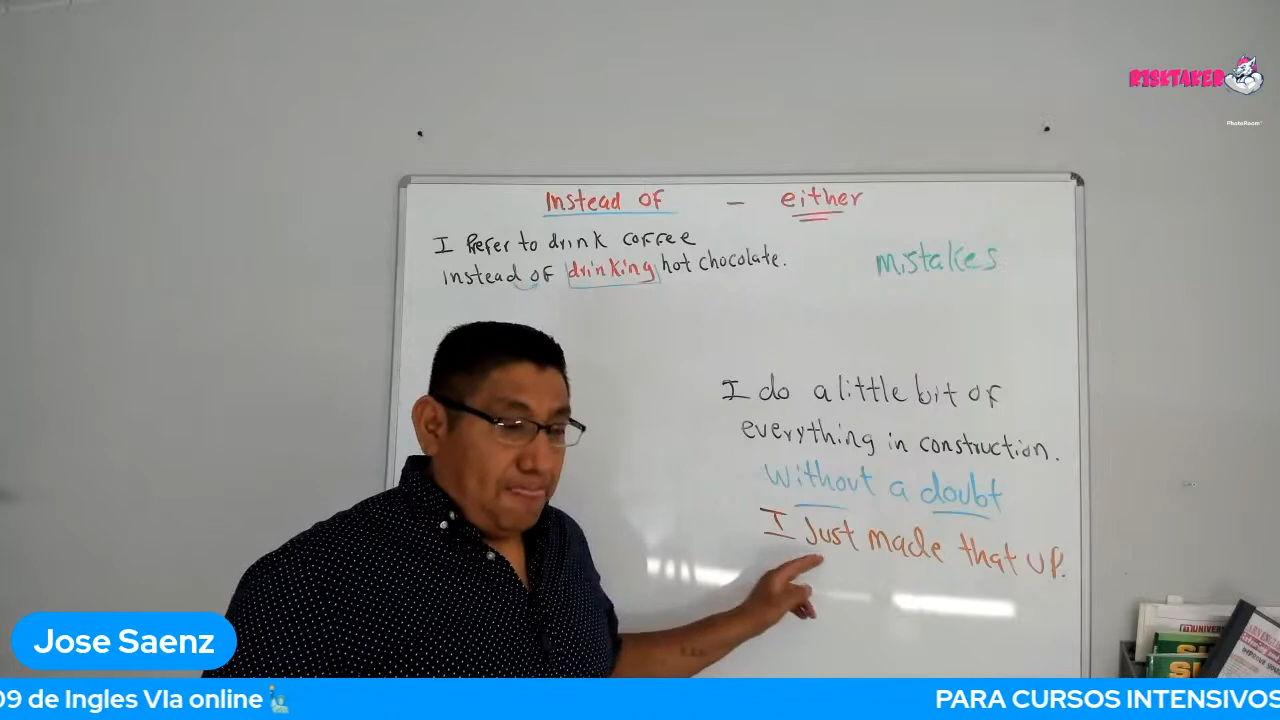 RISKTAKER
PhotoRoom
Instead of - either
I Prefer to drink coffee
instead of drinking hot chocolate.
mistakes
I do a little bit of
everything in construction.
Without a doubt
I Just made that up.
Jose Saenz
09 de Ingles VIa online
PARA CURSOS INTENSIVOS